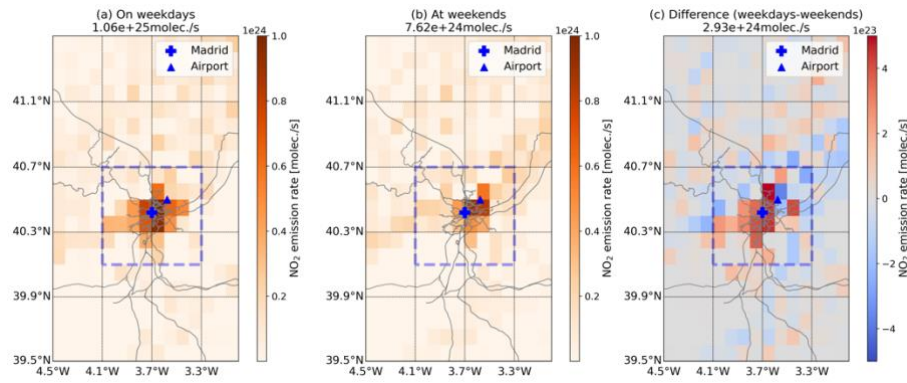 (a) On weekdays
1.06e+25molec./s
1e24
1.0
0.8
0.6
0.4
0.2
NO₂ emission rate [molec./s]
Madrid
Airport
41.1°N
40.7°N
40.3°N
39.9°N
39.5°N
4.5°W 4.1°W 3.7°W 3.3°W
(b) At weekends
7.62e+24molec./s
1e24
1.0
0.8
0.6
0.4
0.2
NO₂ emission rate [molec./s]
Madrid
Airport
41.1°N
40.7°N
40.3°N
39.9°N
39.5°N
4.5°W 4.1°W 3.7°W 3.3°W
(c) Difference (weekdays-weekends)
2.93e+24molec./s
1e23
4
2
0
−2
−4
NO₂ emission rate [molec./s]
Madrid
Airport
41.1°N
40.7°N
40.3°N
39.9°N
39.5°N
4.5°W 4.1°W 3.7°W 3.3°W